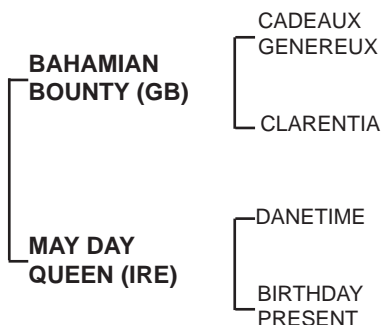 CADEAUX
GENEREUX
BAHAMIAN
BOUNTY (GB)
CLARENTIA
DANETIME
MAY DAY
QUEEN (IRE)
BIRTHDAY
PRESENT